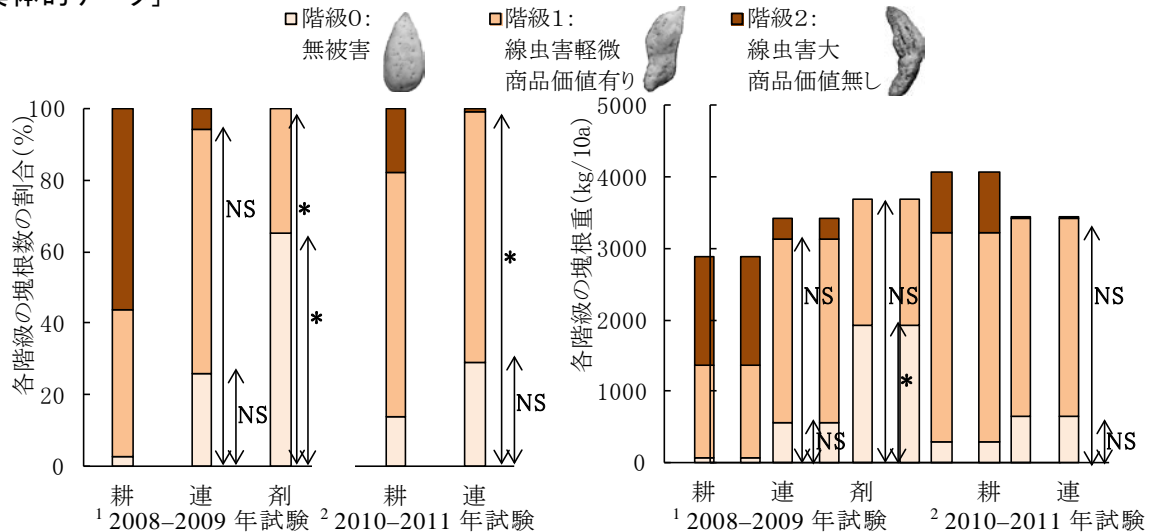 階級0:
無被害
階級1:
線虫害軽微
商品価値有り
階級2:
線虫害大
商品価値無し
各階級の塊根数の割合(%)
100
80
60
40
20
0
NS
NS
*
*
*
NS
耕
連
剤
耕
連
1 2008–2009 年試験
2 2010–2011 年試験
各階級の塊根重(kg/10a)
5000
4000
3000
2000
1000
0
NS
NS
NS
*
NS
NS
耕
連
剤
耕
連
1 2008–2009 年試験
2 2010–2011 年試験